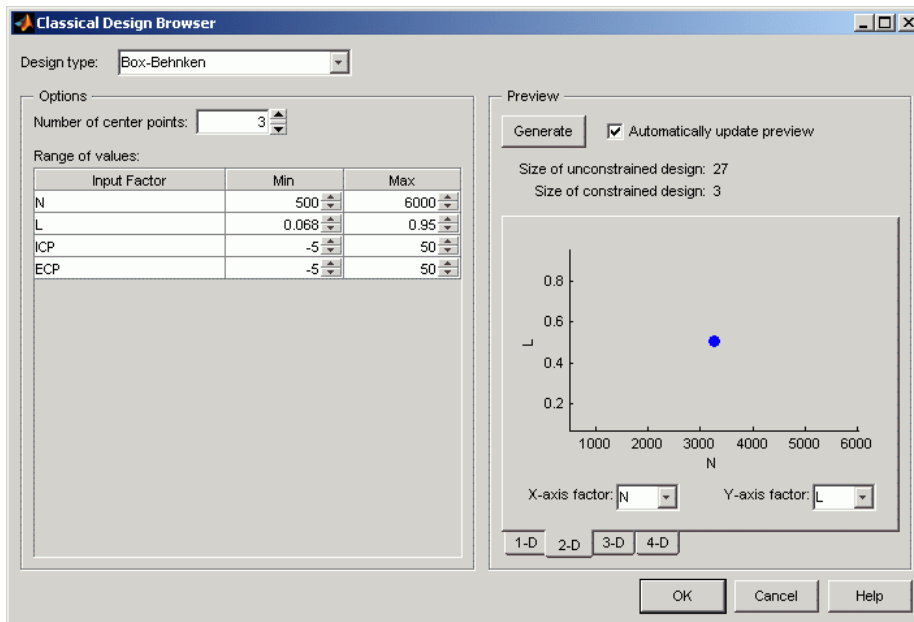 Classical Design Browser
Design type: Box-Behnken
Options
Number of center points: 3
Range of values:
Input Factor Min Max
N 500 6000
L 0.068 0.95
ICP -5 50
ECP -5 50
Preview
Generate Automatically update preview
Size of unconstrained design: 27
Size of constrained design: 3
0.8
0.6
L
0.4
0.2
1000 2000 3000 4000 5000 6000
N
X-axis factor: N Y-axis factor: L
1-D 2-D 3-D 4-D
OK Cancel Help